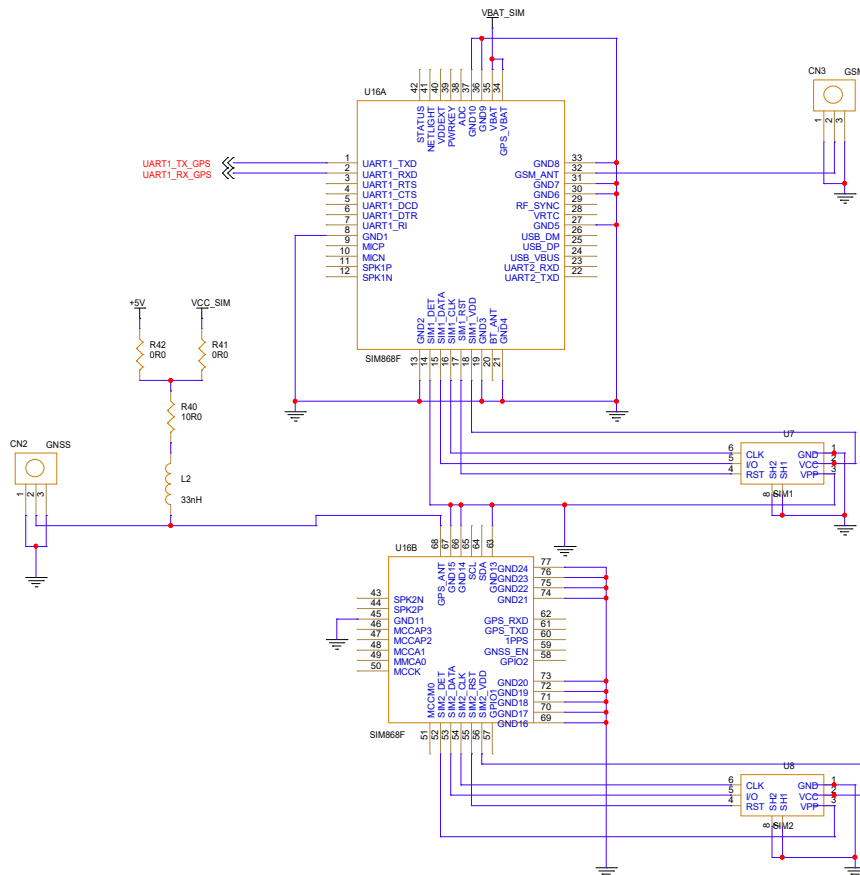 VBAT_SIM
U16A
CN3
GSM
42
41
40
39
38
37
36
35
34
STATUS
NETLIGHT
VDDEXT
PWRKEY
ADC
GND10
GND9
VBAT
GPS_VBAT
1
2
3
UART1_TX_GPS
UART1_RX_GPS
1 UART1_TXD
2 UART1_RXD
3 UART1_RTS
4 UART1_CTS
5 UART1_DCD
6 UART1_DTR
7 UART1_RI
8 GND1
9 MICP
10 MICN
11 SPK1P
12 SPK1N
GND8 33
GSM_ANT 32
GND7 31
GND6 30
RF_SYNC 29
VRTC 28
GND5 27
USB_DM 26
USB_DP 25
USB_VBUS 24
UART2_RXD 23
UART2_TXD 22
GND2
SIM1_DET
SIM1_DATA
SIM1_CLK
SIM1_RST
SIM1_VDD
GND3
BT_ANT
GND4
SIM868F
13
14
15
16
17
18
19
20
21
+5V
VCC_SIM
R42
0R0
R41
0R0
R40
10R0
L2
33nH
CN2
GNSS
1
2
3
U7
6 CLK
5 I/O
4 RST
GND 1
VCC 2
VPP 3
SH2
SH1
8
7
SIM1
U16B
68
67
66
65
64
63
GPS_ANT
GND15
GND14
SCL
SDA
GND13
43 SPK2N
44 SPK2P
45 GND11
46 MCCAP3
47 MCCAP2
48 MCCA1
49 MMCA0
50 MCCK
GND24 77
GND23 76
GND22 75
GND21 74
GPS_RXD 62
GPS_TXD 61
1PPS 60
GNSS_EN 59
GPIO2 58
GND20 73
GND19 72
GND18 71
GND17 70
GND16 69
MCCM0
SIM2_DET
SIM2_DATA
SIM2_CLK
SIM2_RST
SIM2_VDD
GPIO1
SIM868F
51
52
53
54
55
56
57
U8
6 CLK
5 I/O
4 RST
GND 1
VCC 2
VPP 3
SH2
SH1
8
7
SIM2